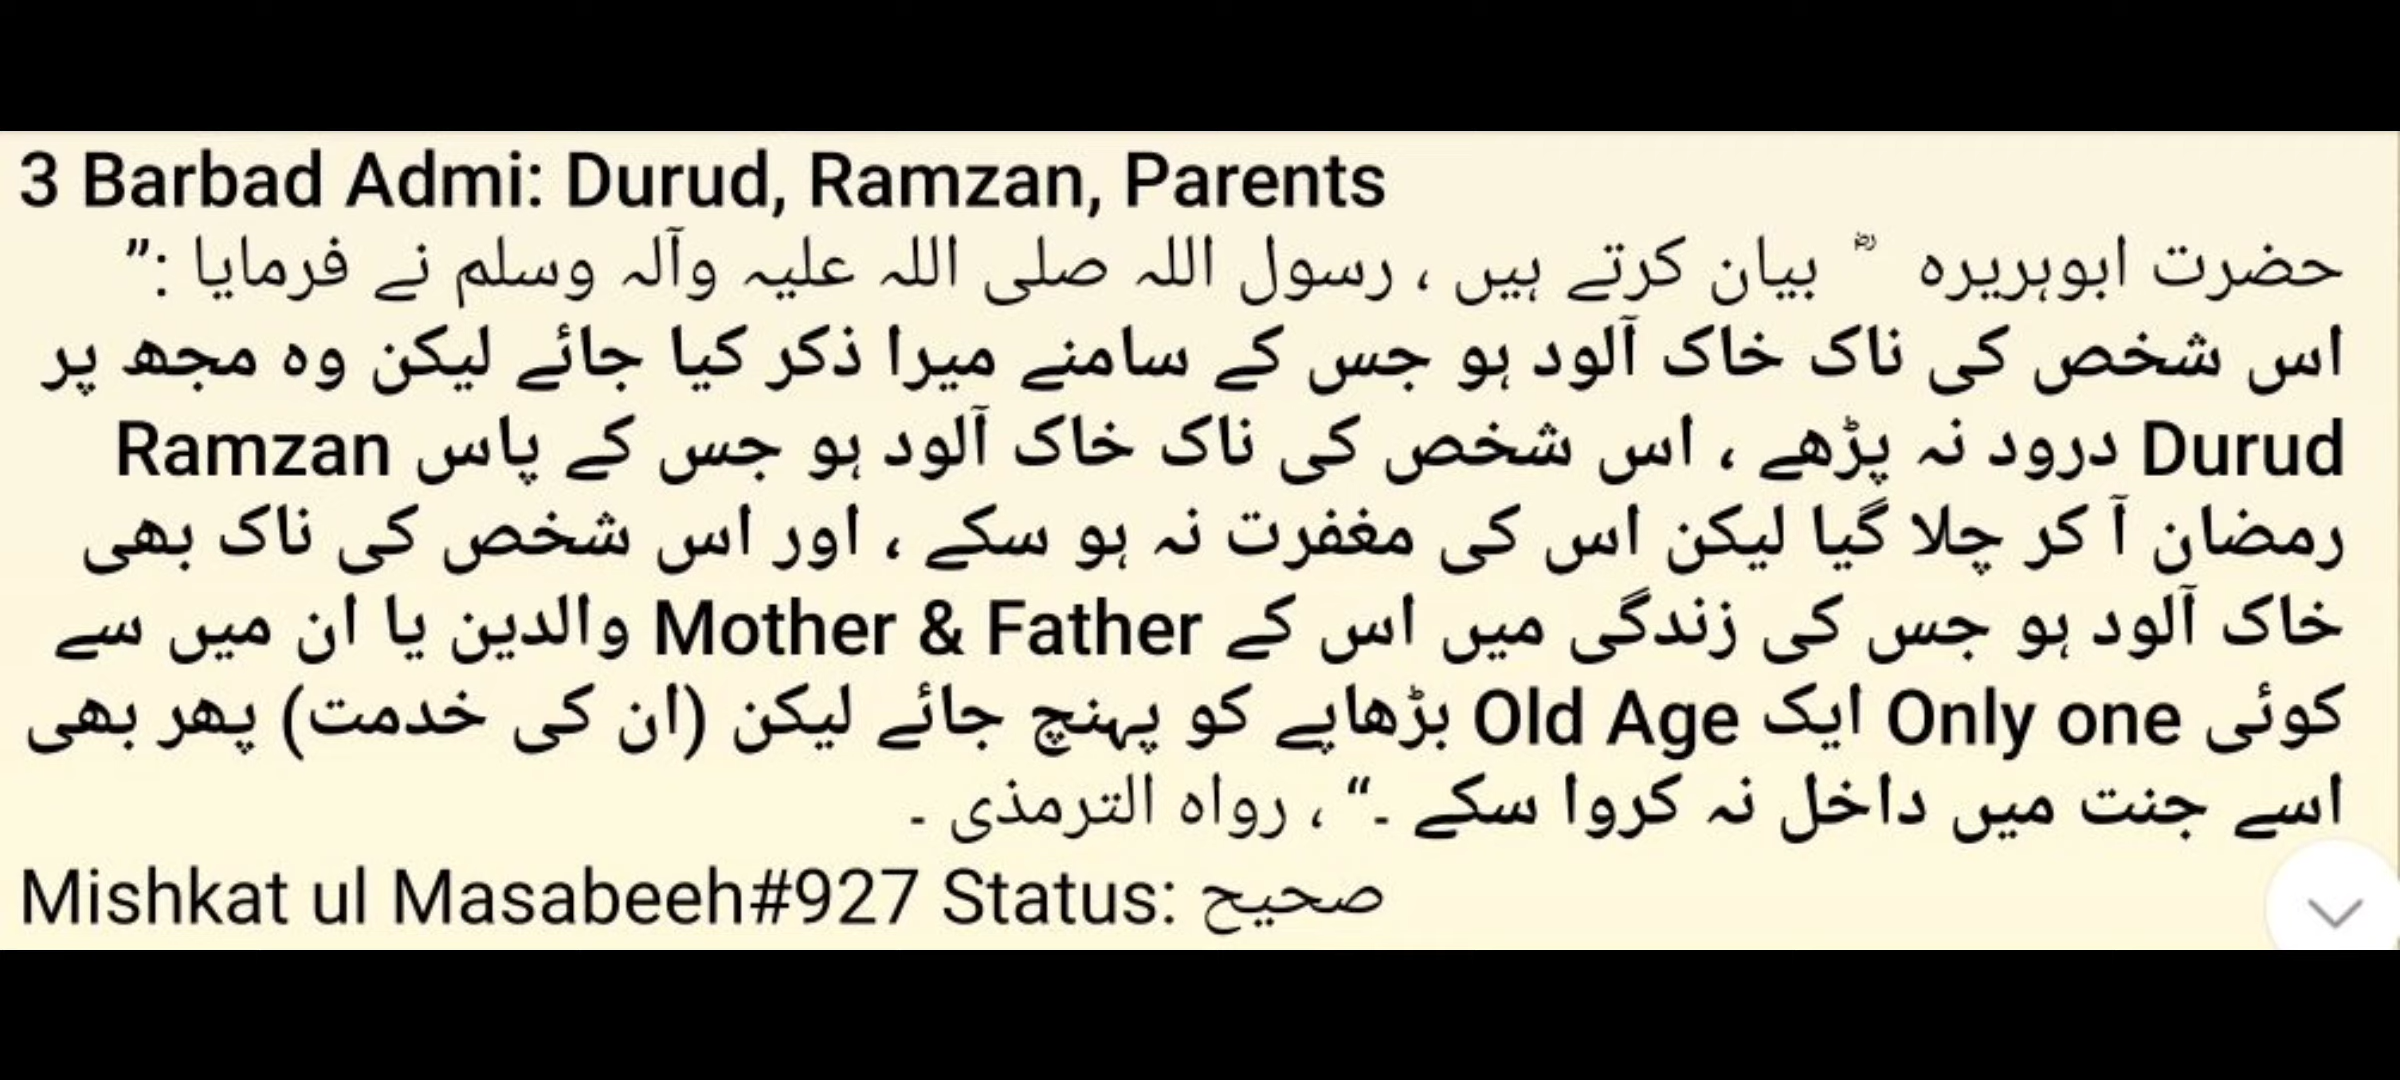 3 Barbad Admi: Durud, Ramzan, Parents
حضرت ابوہریرہ ؓ بیان کرتے ہیں ، رسول اللہ صلی اللہ علیہ وآلہ وسلم نے فرمایا :”
اس شخص کی ناک خاک آلود ہو جس کے سامنے میرا ذکر کیا جائے لیکن وہ مجھ پر
Durud درود نہ پڑھے ، اس شخص کی ناک خاک آلود ہو جس کے پاس Ramzan
رمضان آ کر چلا گیا لیکن اس کی مغفرت نہ ہو سکے ، اور اس شخص کی ناک بھی
خاک آلود ہو جس کی زندگی میں اس کے Mother & Father والدین یا ان میں سے
کوئی Only one ایک Old Age بڑھاپے کو پہنچ جائے لیکن (ان کی خدمت) پھر بھی
اسے جنت میں داخل نہ کروا سکے ۔“ ، رواہ الترمذی ۔
Mishkat ul Masabeeh#927 Status: صحیح